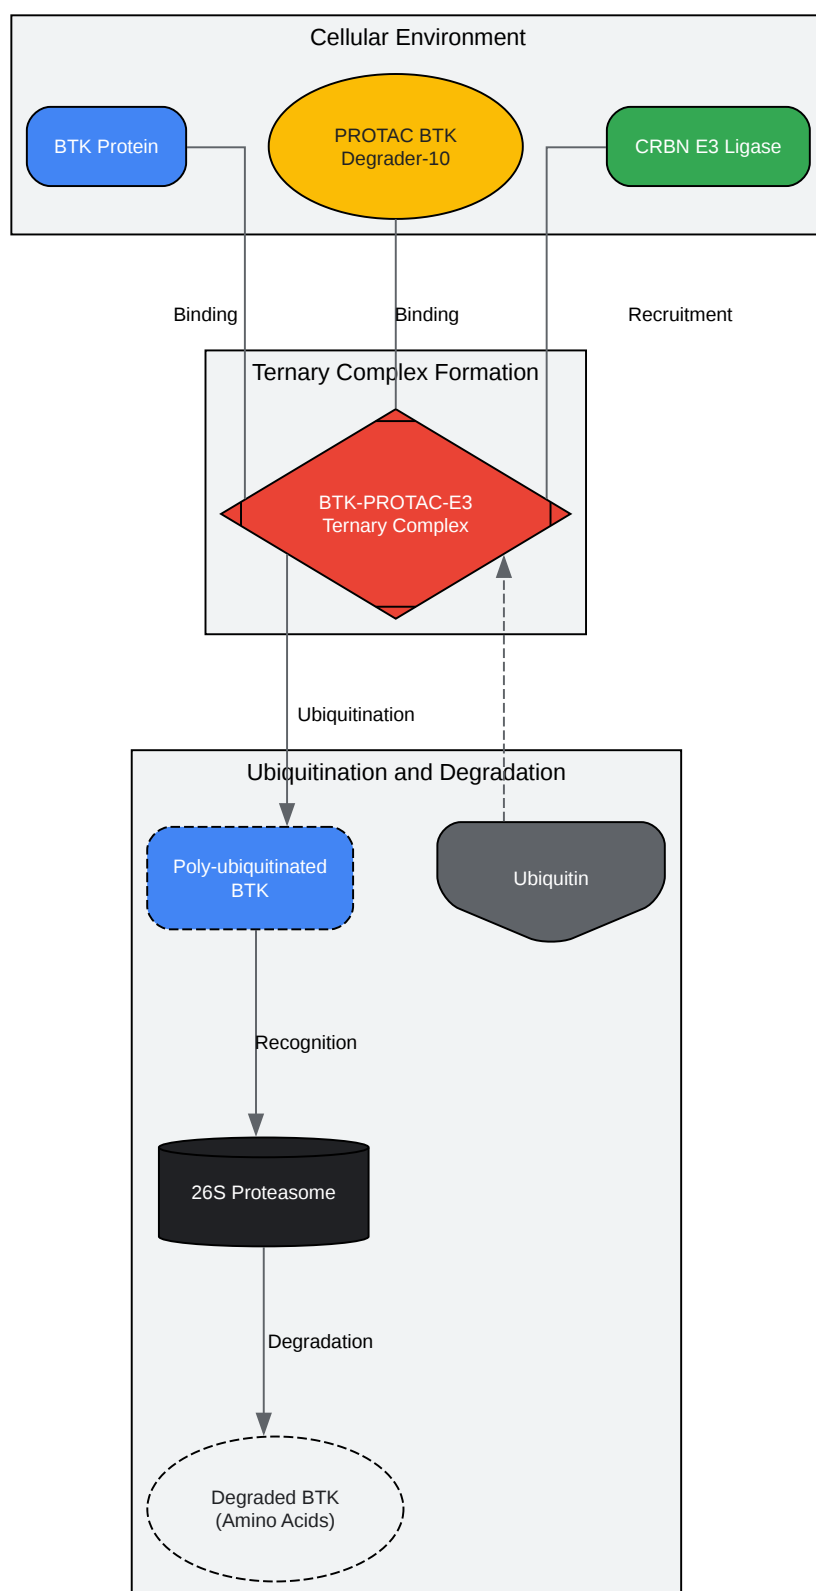 Cellular Environment
BTK Protein
PROTAC BTK
Degrader-10
CRBN E3 Ligase
Binding
Binding
Recruitment
Ternary Complex Formation
BTK-PROTAC-E3
Ternary Complex
Ubiquitination
Ubiquitination and Degradation
Poly-ubiquitinated
BTK
Ubiquitin
Recognition
26S Proteasome
Degradation
Degraded BTK
(Amino Acids)